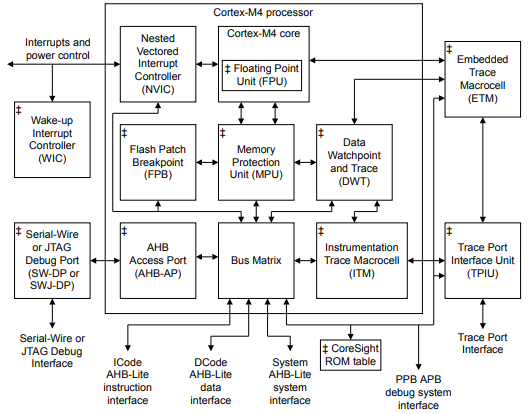 Cortex-M4 processor
Interrupts and
power control
Nested
Vectored
Interrupt
Controller
(NVIC)
Cortex-M4 core
‡ Floating Point
Unit (FPU)
‡
Embedded
Trace
Macrocell
(ETM)
‡
Wake-up
Interrupt
Controller
(WIC)
‡
Flash Patch
Breakpoint
(FPB)
‡
Memory
Protection
Unit (MPU)
‡
Data
Watchpoint
and Trace
(DWT)
‡
Serial-Wire
or JTAG
Debug Port
(SW-DP or
SWJ-DP)
‡
AHB
Access Port
(AHB-AP)
Bus Matrix
‡
Instrumentation
Trace Macrocell
(ITM)
‡
Trace Port
Interface Unit
(TPIU)
Serial-Wire or
JTAG Debug
Interface
ICode
AHB-Lite
instruction
interface
DCode
AHB-Lite
data
interface
System
AHB-Lite
system
interface
‡ CoreSight
ROM table
PPB APB
debug system
interface
Trace Port
Interface